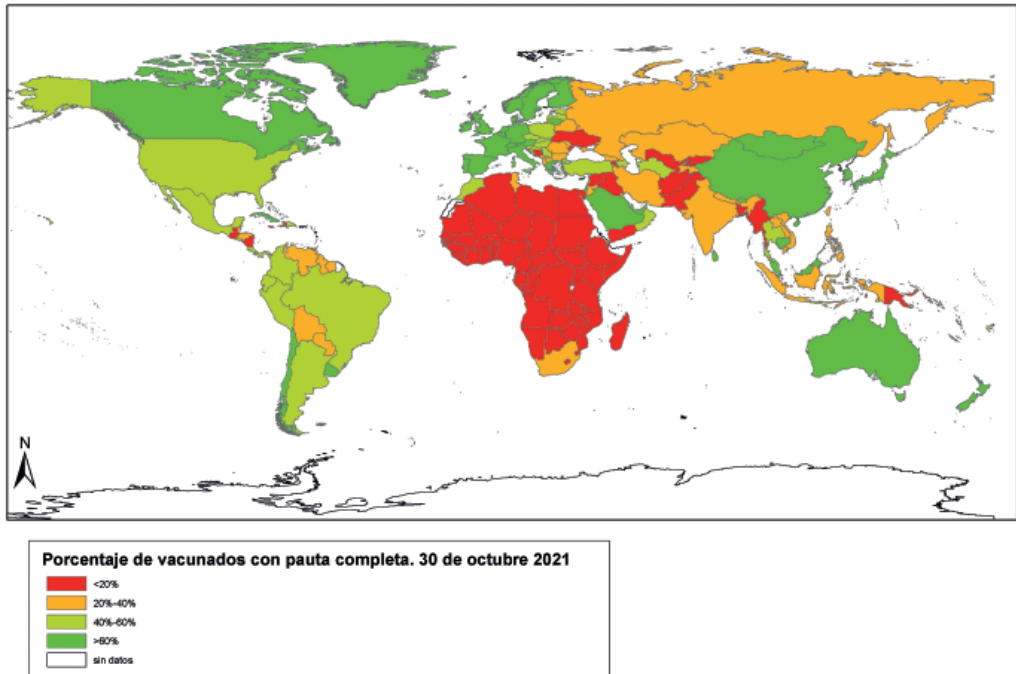 N
Porcentaje de vacunados con pauta completa. 30 de octubre 2021
<20%
20%-40%
40%-60%
>60%
sin datos